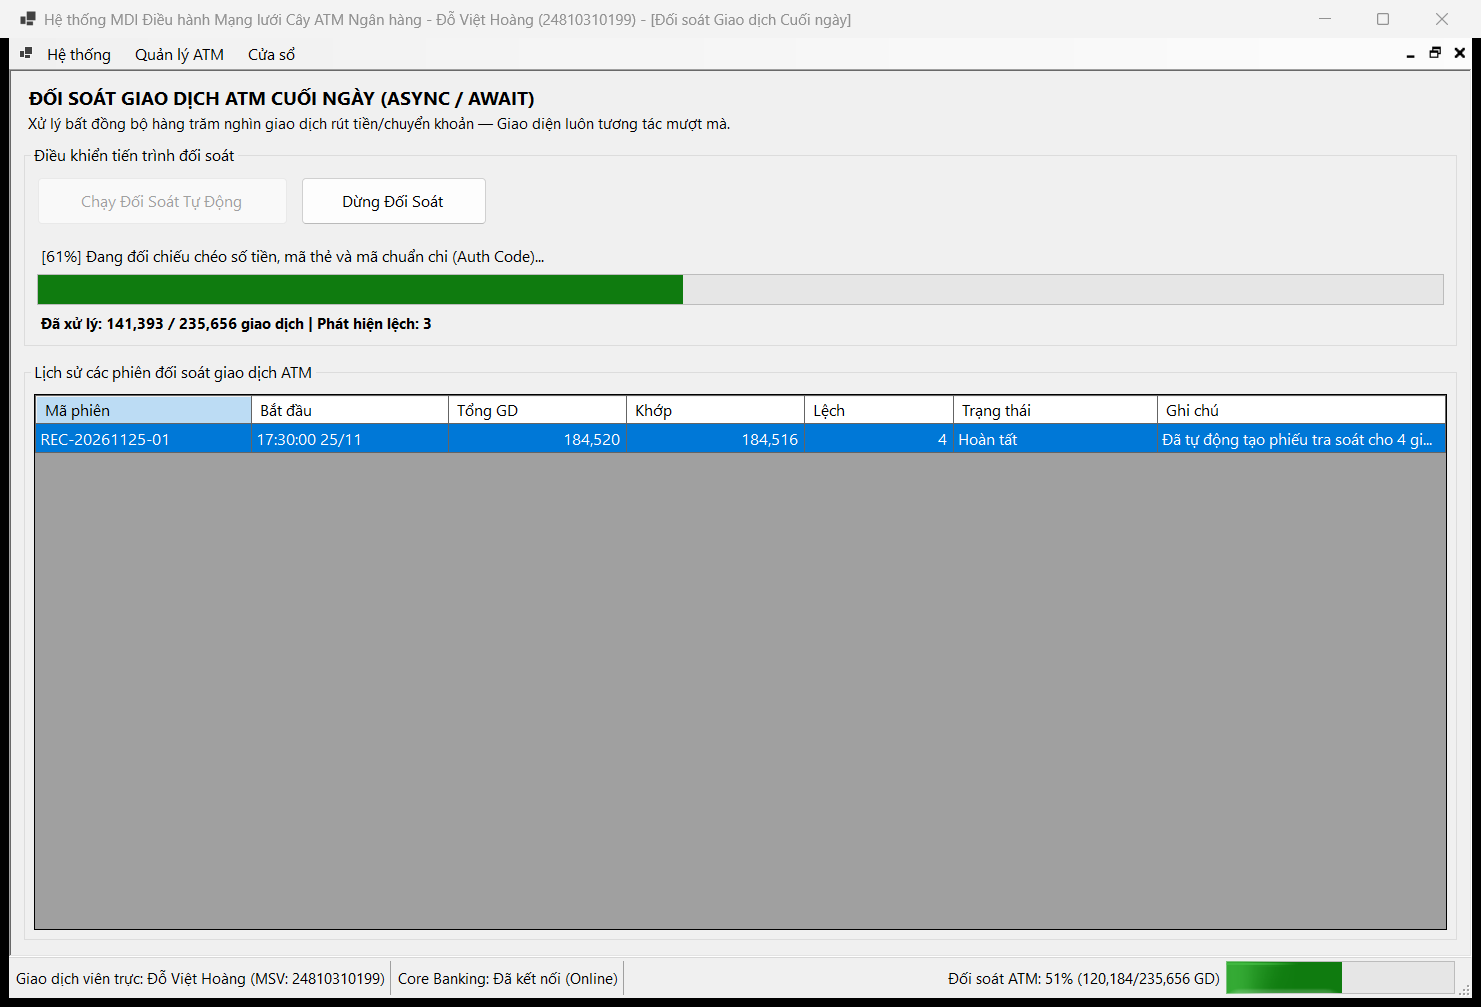 Hệ thống MDI Điều hành Mạng lưới Cây ATM Ngân hàng - Đỗ Việt Hoàng (24810310199) - [Đối soát Giao dịch Cuối ngày]
Hệ thống Quản lý ATM Cửa sổ
ĐỐI SOÁT GIAO DỊCH ATM CUỐI NGÀY (ASYNC / AWAIT)
Xử lý bất đồng bộ hàng trăm nghìn giao dịch rút tiền/chuyển khoản — Giao diện luôn tương tác mượt mà.
Điều khiển tiến trình đối soát
Chạy Đối Soát Tự Động Dừng Đối Soát
[61%] Đang đối chiếu chéo số tiền, mã thẻ và mã chuẩn chi (Auth Code)...
Đã xử lý: 141,393 / 235,656 giao dịch | Phát hiện lệch: 3
Lịch sử các phiên đối soát giao dịch ATM
Mã phiên Bắt đầu Tổng GD Khớp Lệch Trạng thái Ghi chú
REC-20261125-01 17:30:00 25/11 184,520 184,516 4 Hoàn tất Đã tự động tạo phiếu tra soát cho 4 gi...
Giao dịch viên trực: Đỗ Việt Hoàng (MSV: 24810310199) Core Banking: Đã kết nối (Online) Đối soát ATM: 51% (120,184/235,656 GD)